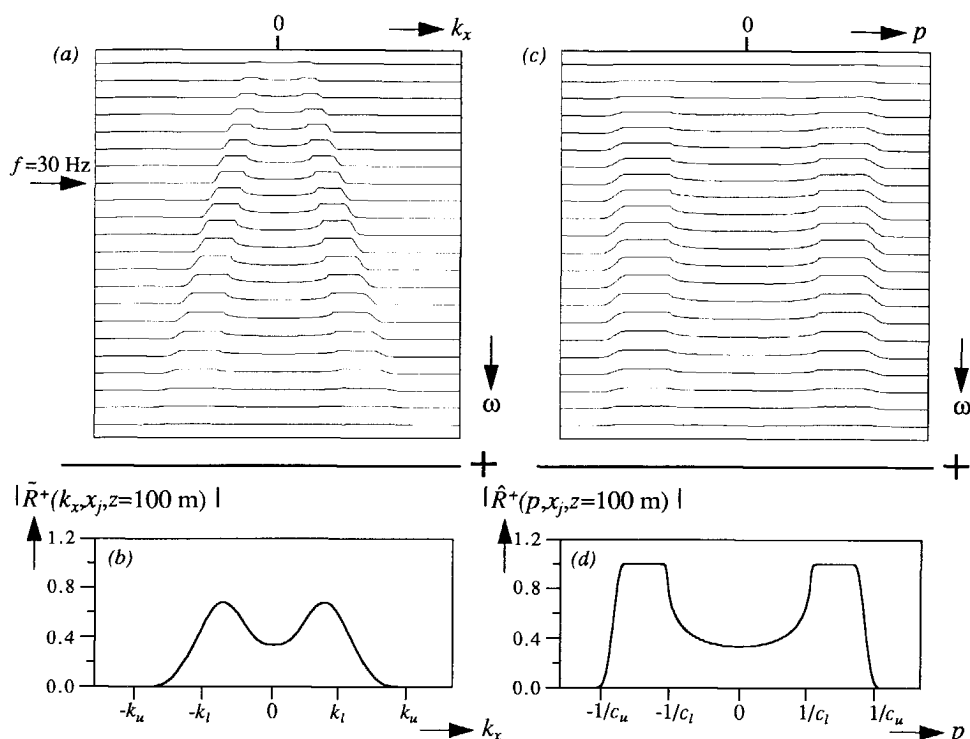 0
k_x
0
p
(a)
(c)
f=30 Hz
ω
ω
+
+
| R̃⁺(k_x,x_j,z=100 m) |
| R̂⁺(p,x_j,z=100 m) |
1.2
0.8
0.4
0.0
(b)
-k_u
-k_l
0
k_l
k_u
k_x
1.2
0.8
0.4
0.0
(d)
-1/c_u
-1/c_l
0
1/c_l
1/c_u
p